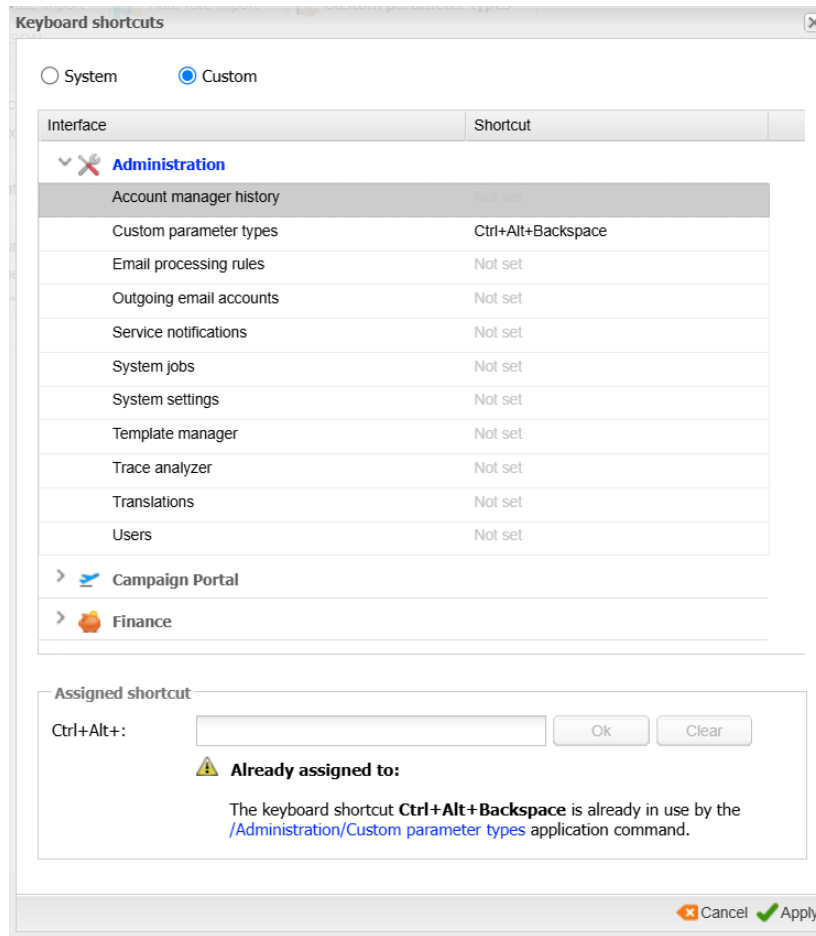 Keyboard shortcuts
System
Custom
Interface Shortcut
Administration
Account manager history Not set
Custom parameter types Ctrl+Alt+Backspace
Email processing rules Not set
Outgoing email accounts Not set
Service notifications Not set
System jobs Not set
System settings Not set
Template manager Not set
Trace analyzer Not set
Translations Not set
Users Not set
Campaign Portal
Finance
Assigned shortcut
Ctrl+Alt+: Ok Clear
Already assigned to:
The keyboard shortcut Ctrl+Alt+Backspace is already in use by the
/Administration/Custom parameter types application command.
Cancel Apply